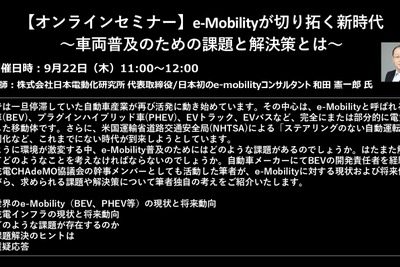 【オンラインセミナー】e-Mobilityが切り拓く新時代
～車両普及のための課題と解決策とは～
催日時：9月22日（木）11:00～12:00
師：株式会社日本電動化研究所 代表取締役/日本初のe-mobilityコンサルタント 和田 憲一郎 氏
は一旦停滞していた自動車産業が再び活発に動き始めています。その中心は、e-Mobilityと呼ばれる
車(BEV)、プラグインハイブリッド車(PHEV)、EVトラック、EVバスなど、完全にまたは部分的に電
した移動体です。さらに、米国運輸省道路交通安全局(NHTSA)による「ステアリングのない自動運転
化など、これまでにない時代が到来しようとしています。
うに環境が激変する中、e-Mobility普及のためにはどのような課題があるのでしょうか。はたまた解
てどのようなことを考えなければならないのでしょうか。自動車メーカーにてBEVの開発責任者を経験
充電CHAdeMO協議会の幹事メンバーとしても活動した筆者が、e-Mobilityに対する現状および将来
がら、求められる課題や解決策について筆者独自の考えをご紹介いたします。
世界のe-Mobility（BEV、PHEV等）の現状と将来動向
充電インフラの現状と将来動向
どのような課題が存在するのか
課題解決のヒントは
質疑応答